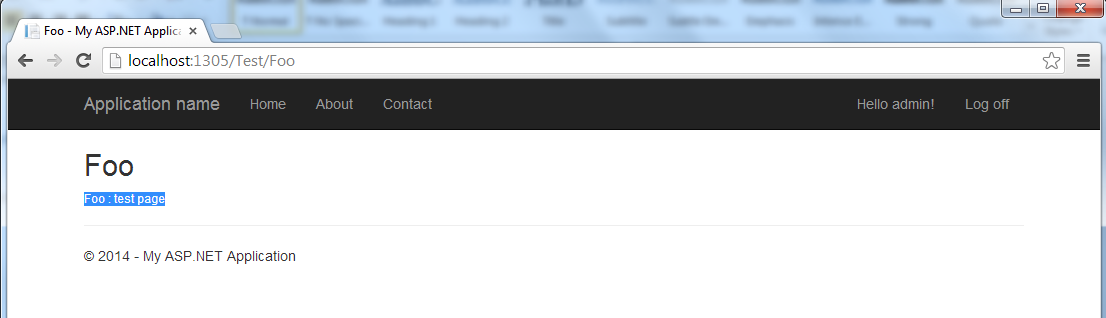 Foo - My ASP.NET Applica
localhost:1305/Test/Foo
Application name Home About Contact Hello admin! Log off
Foo
Foo : test page
© 2014 - My ASP.NET Application